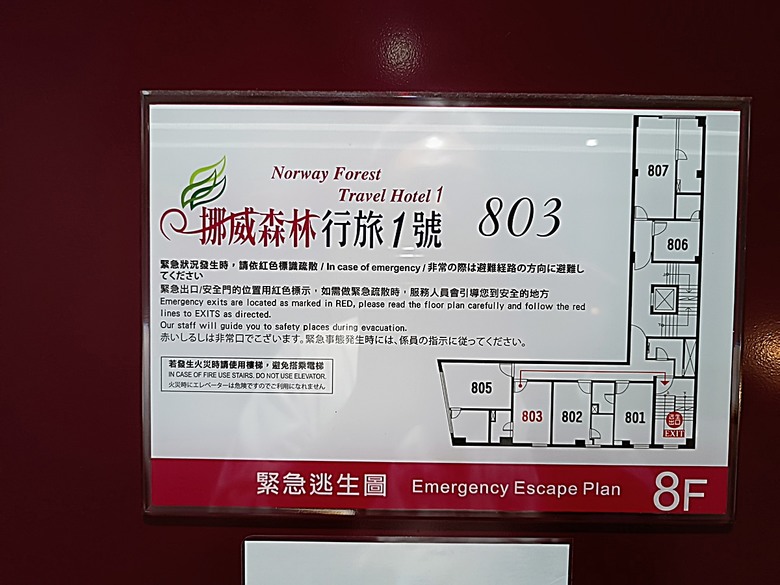 Norway Forest
Travel Hotel 1
挪威森林行旅1號
803
緊急狀況發生時，請依紅色標識疏散 / In case of emergency / 非常の際は避難経路の方向に避難し
てください
緊急出口/安全門的位置用紅色標示，如需做緊急疏散時，服務人員會引導您到安全的地方
Emergency exits are located as marked in RED, please read the floor plan carefully and follow the red
lines to EXITS as directed.
Our staff will guide you to safety places during evacuation.
赤いしるしは非常口でございます。緊急事態発生時には、係員の指示に従ってください。
若發生火災時請使用樓梯，避免搭乘電梯
IN CASE OF FIRE USE STAIRS. DO NOT USE ELEVATOR.
火災時にエレベーターは危険ですのでご利用になれません
807
806
805
803
802
801
EXIT
緊急逃生圖 Emergency Escape Plan 8F